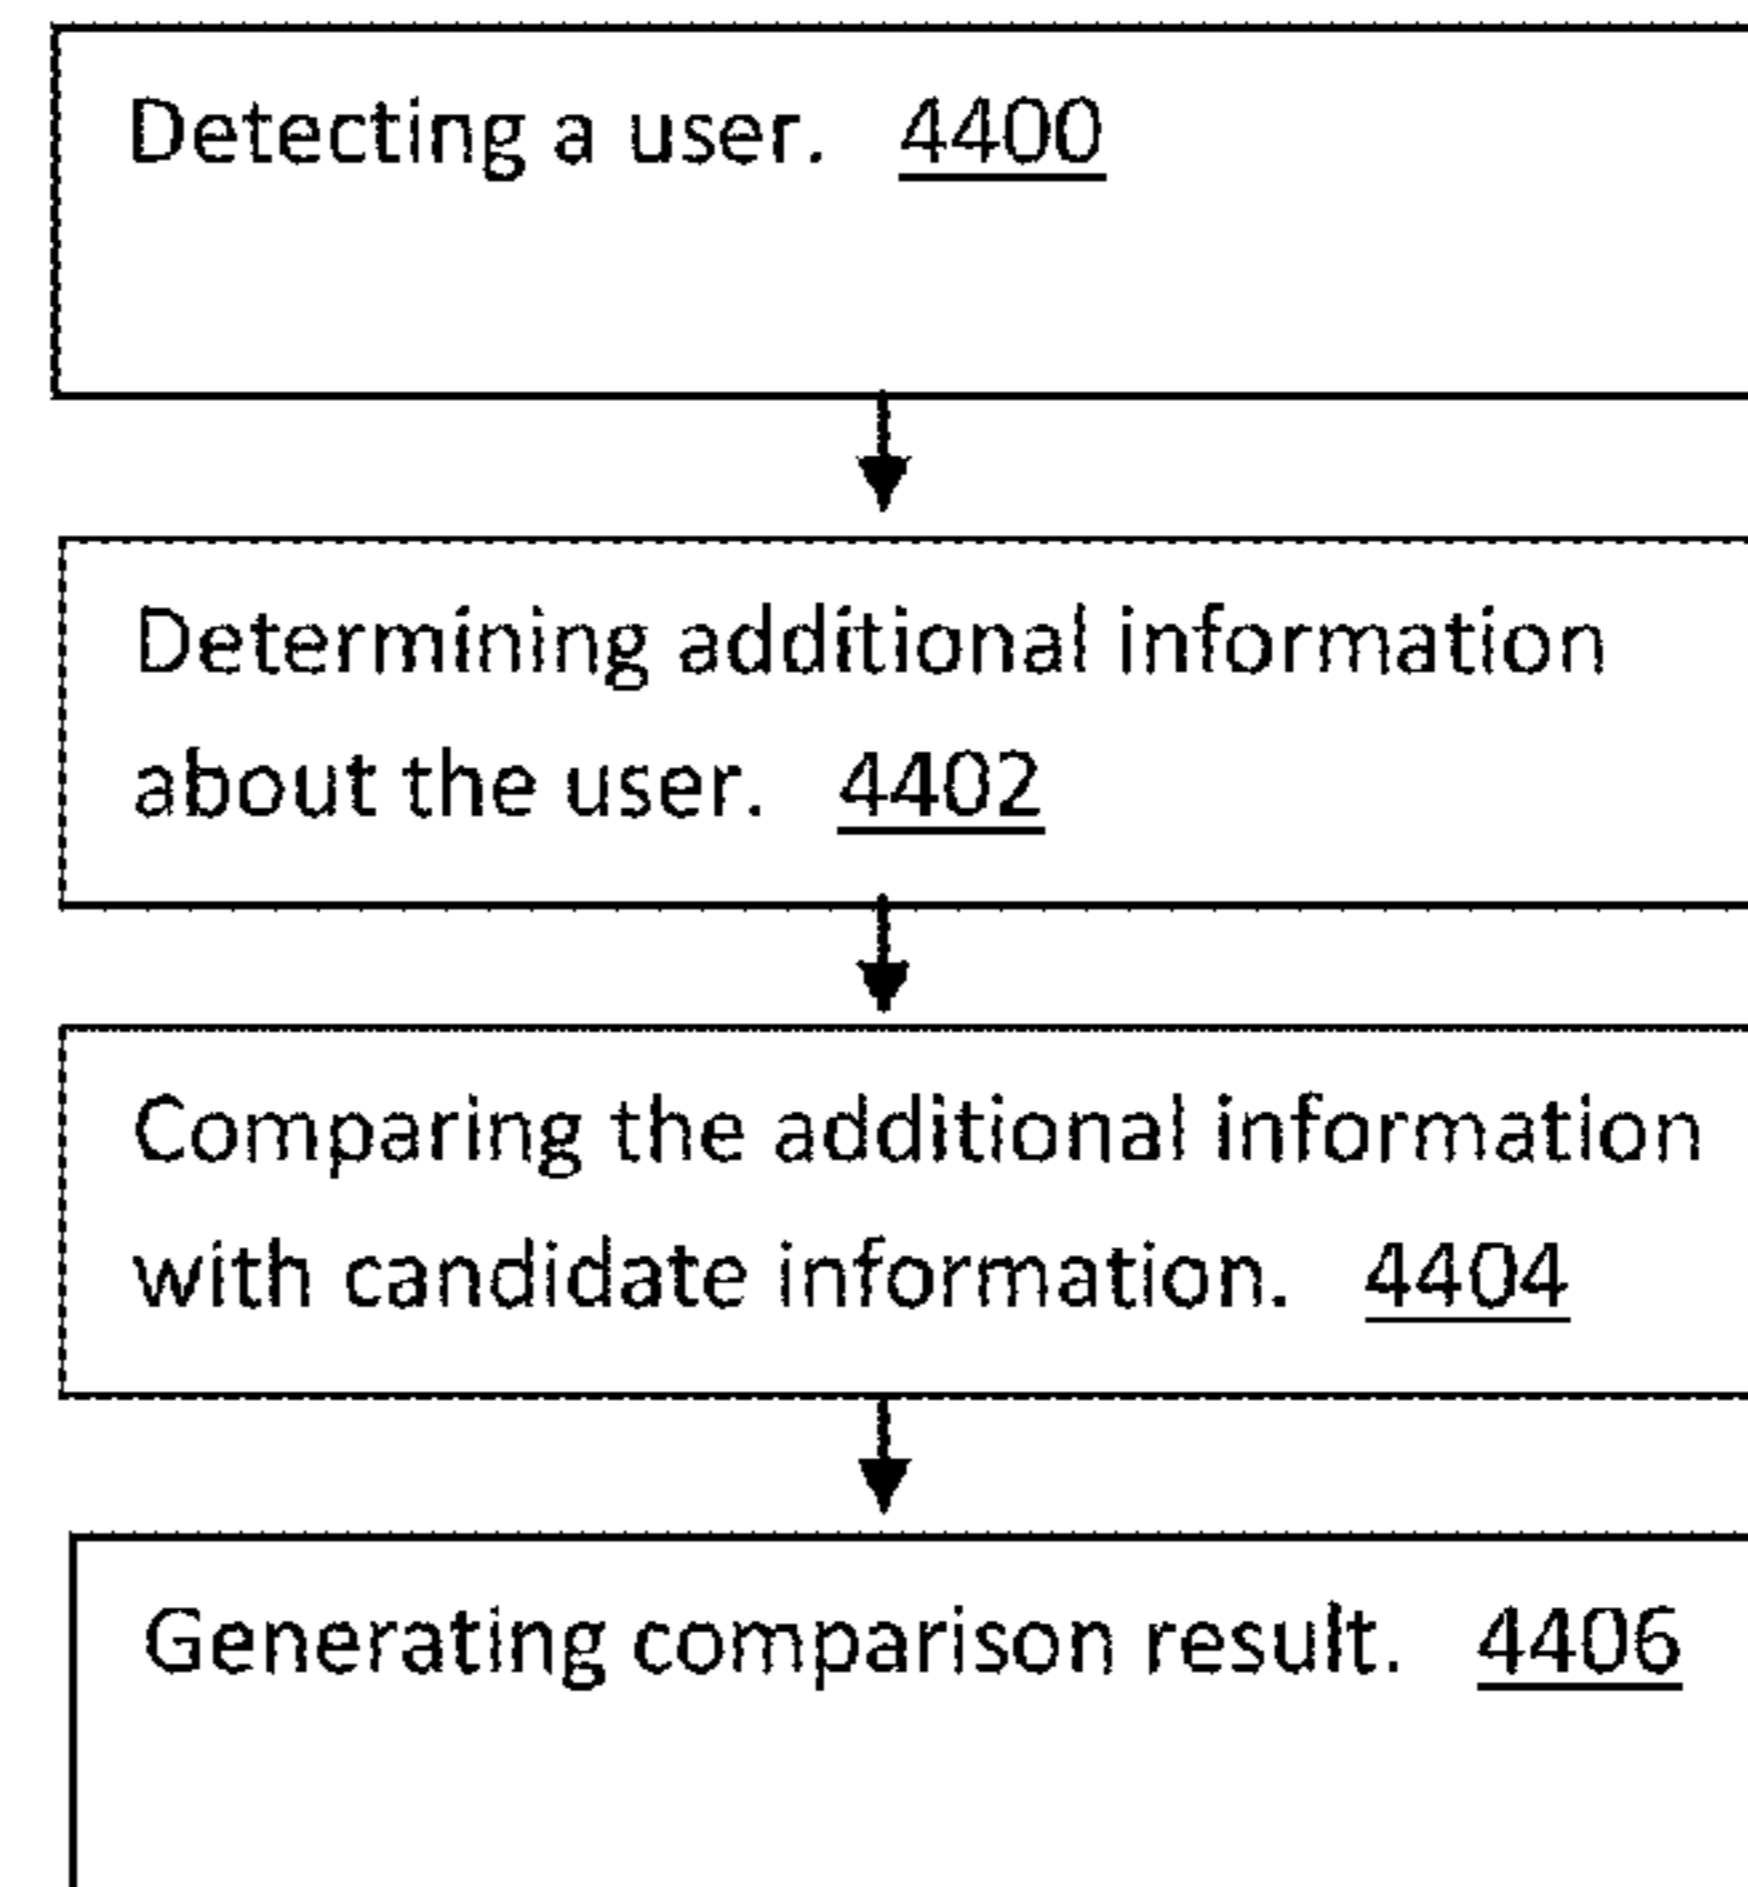 Detecting a user. 4400
Determining additional information
about the user. 4402
Comparing the additional information
with candidate information. 4404
Generating comparison result. 4406